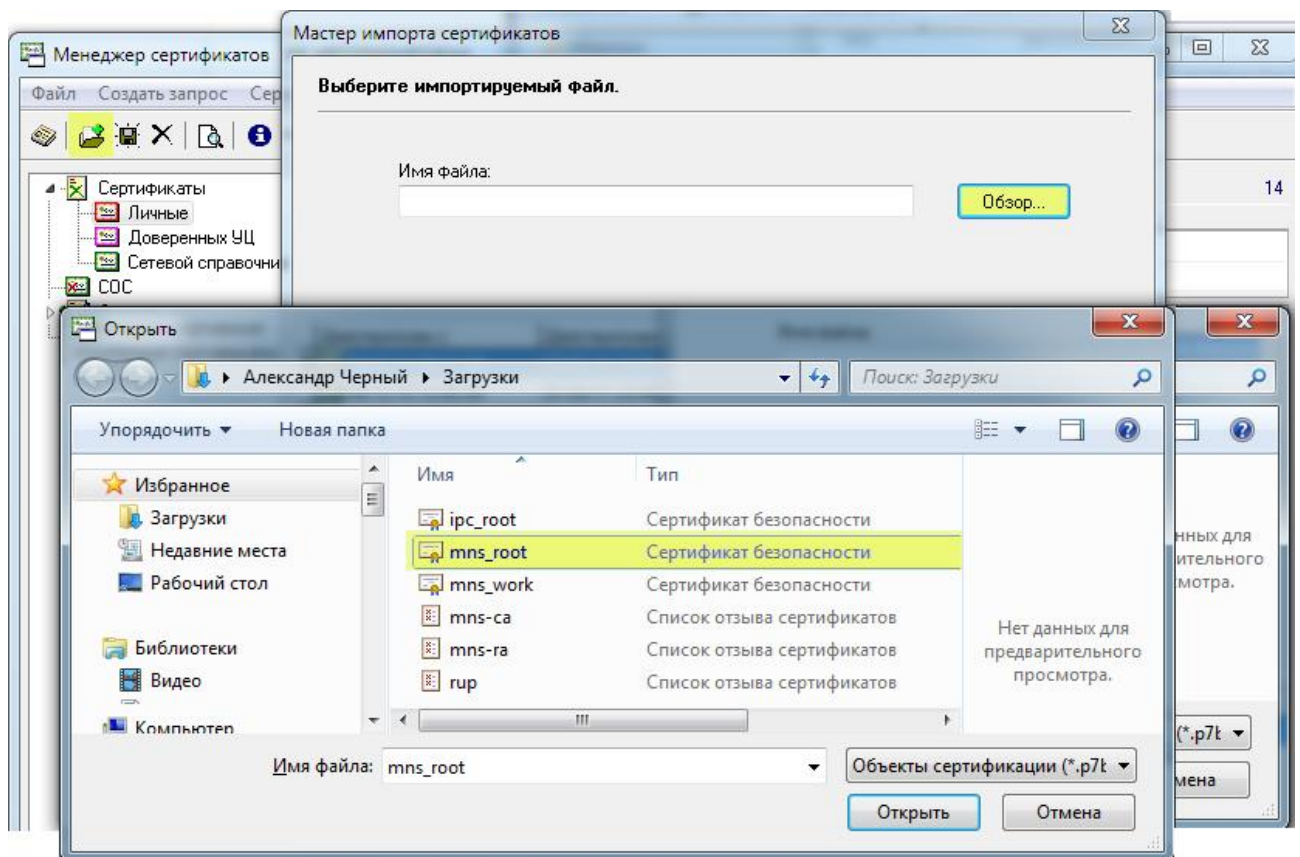 Мастер импорта сертификатов
Менеджер сертификатов
Файл Создать запрос Сер
Выберите импортируемый файл.
Имя файла:
Обзор...
Сертификаты
Личные
Доверенных УЦ
Сетевой справочни
СОС
14
Открыть
Александр Черный Загрузки
Поиск: Загрузки
Упорядочить Новая папка
Избранное
Загрузки
Недавние места
Рабочий стол
Библиотеки
Видео
Компьютер
Имя Тип
ipc_root Сертификат безопасности
mns_root Сертификат безопасности
mns_work Сертификат безопасности
mns-ca Список отзыва сертификатов
mns-ra Список отзыва сертификатов
rup Список отзыва сертификатов
Нет данных для
предварительного
просмотра.
нных для
ительного
мотра.
Имя файла: mns_root
Объекты сертификации (*.p7b
Открыть Отмена
(*.p7b
мена